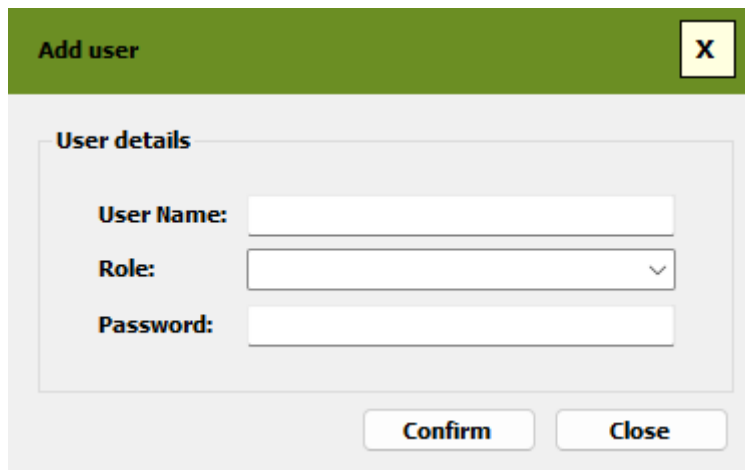 Add user
X
User details
User Name:
Role:
Password:
Confirm Close